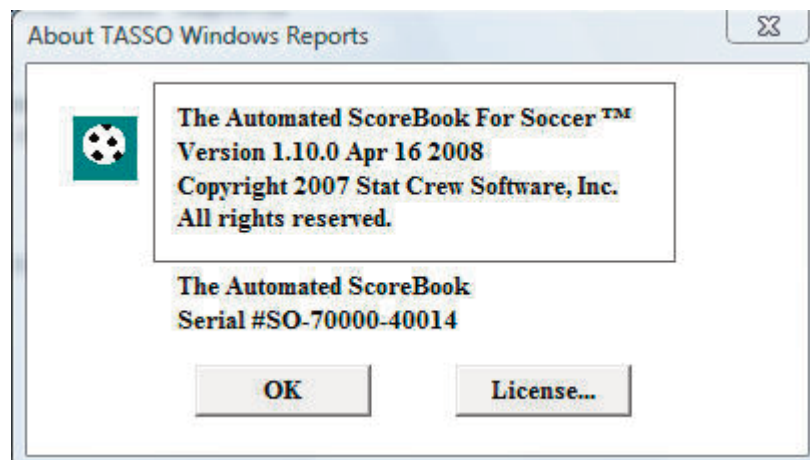 About TASSO Windows Reports
The Automated ScoreBook For Soccer ™
Version 1.10.0 Apr 16 2008
Copyright 2007 Stat Crew Software, Inc.
All rights reserved.
The Automated ScoreBook
Serial #SO-70000-40014
OK
License...